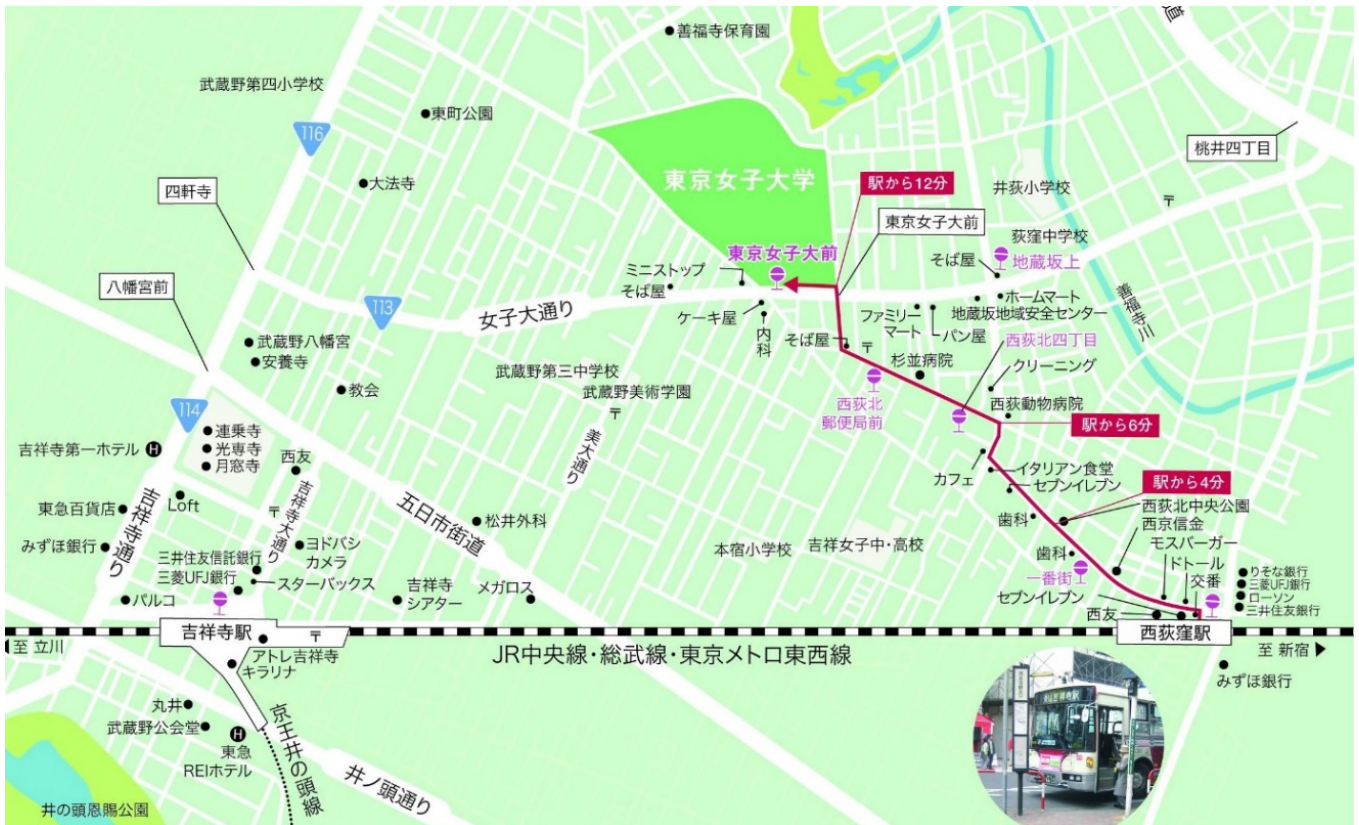 善福寺保育園
道
武蔵野第四小学校
116
東町公園
桃井四丁目
大法寺
東京女子大学
駅から12分
井荻小学校
〒
四軒寺
東京女子大前
荻窪中学校
東京女子大前
そば屋
地蔵坂上
八幡宮前
ミニストップ
そば屋
113
女子大通り
ケーキ屋
内科
ファミリー
マート
パン屋
ホームマート
地蔵坂地域安全センター
善福寺川
そば屋
〒
西荻北四丁目
武蔵野八幡宮
安養寺
杉並病院
クリーニング
武蔵野第三中学校
武蔵野美術学園
〒
教会
西荻北
郵便局前
西荻動物病院
114
美大通り
駅から6分
連乗寺
光専寺
月窓寺
吉祥寺第一ホテル
H
西友
カフェ
イタリアン食堂
セブンイレブン
駅から4分
Loft
吉祥寺大通り
〒
五日市街道
東急百貨店
吉祥寺通り
松井外科
歯科
西荻北中央公園
西京信金
みずほ銀行
ヨドバシ
カメラ
本宿小学校
吉祥女子中・高校
モスバーガー
ドトール
交番
三井住友信託銀行
三菱UFJ銀行
スターバックス
歯科
一番街
りそな銀行
三菱UFJ銀行
ローソン
三井住友銀行
パルコ
吉祥寺
シアター
メガロス
セブンイレブン
西友
吉祥寺駅
〒
西荻窪駅
至 立川
アトレ吉祥寺
キラリナ
JR中央線・総武線・東京メトロ東西線
至 新宿
みずほ銀行
丸井
武蔵野公会堂
H
東急
REIホテル
京王井の頭線
井ノ頭通り
井の頭恩賜公園